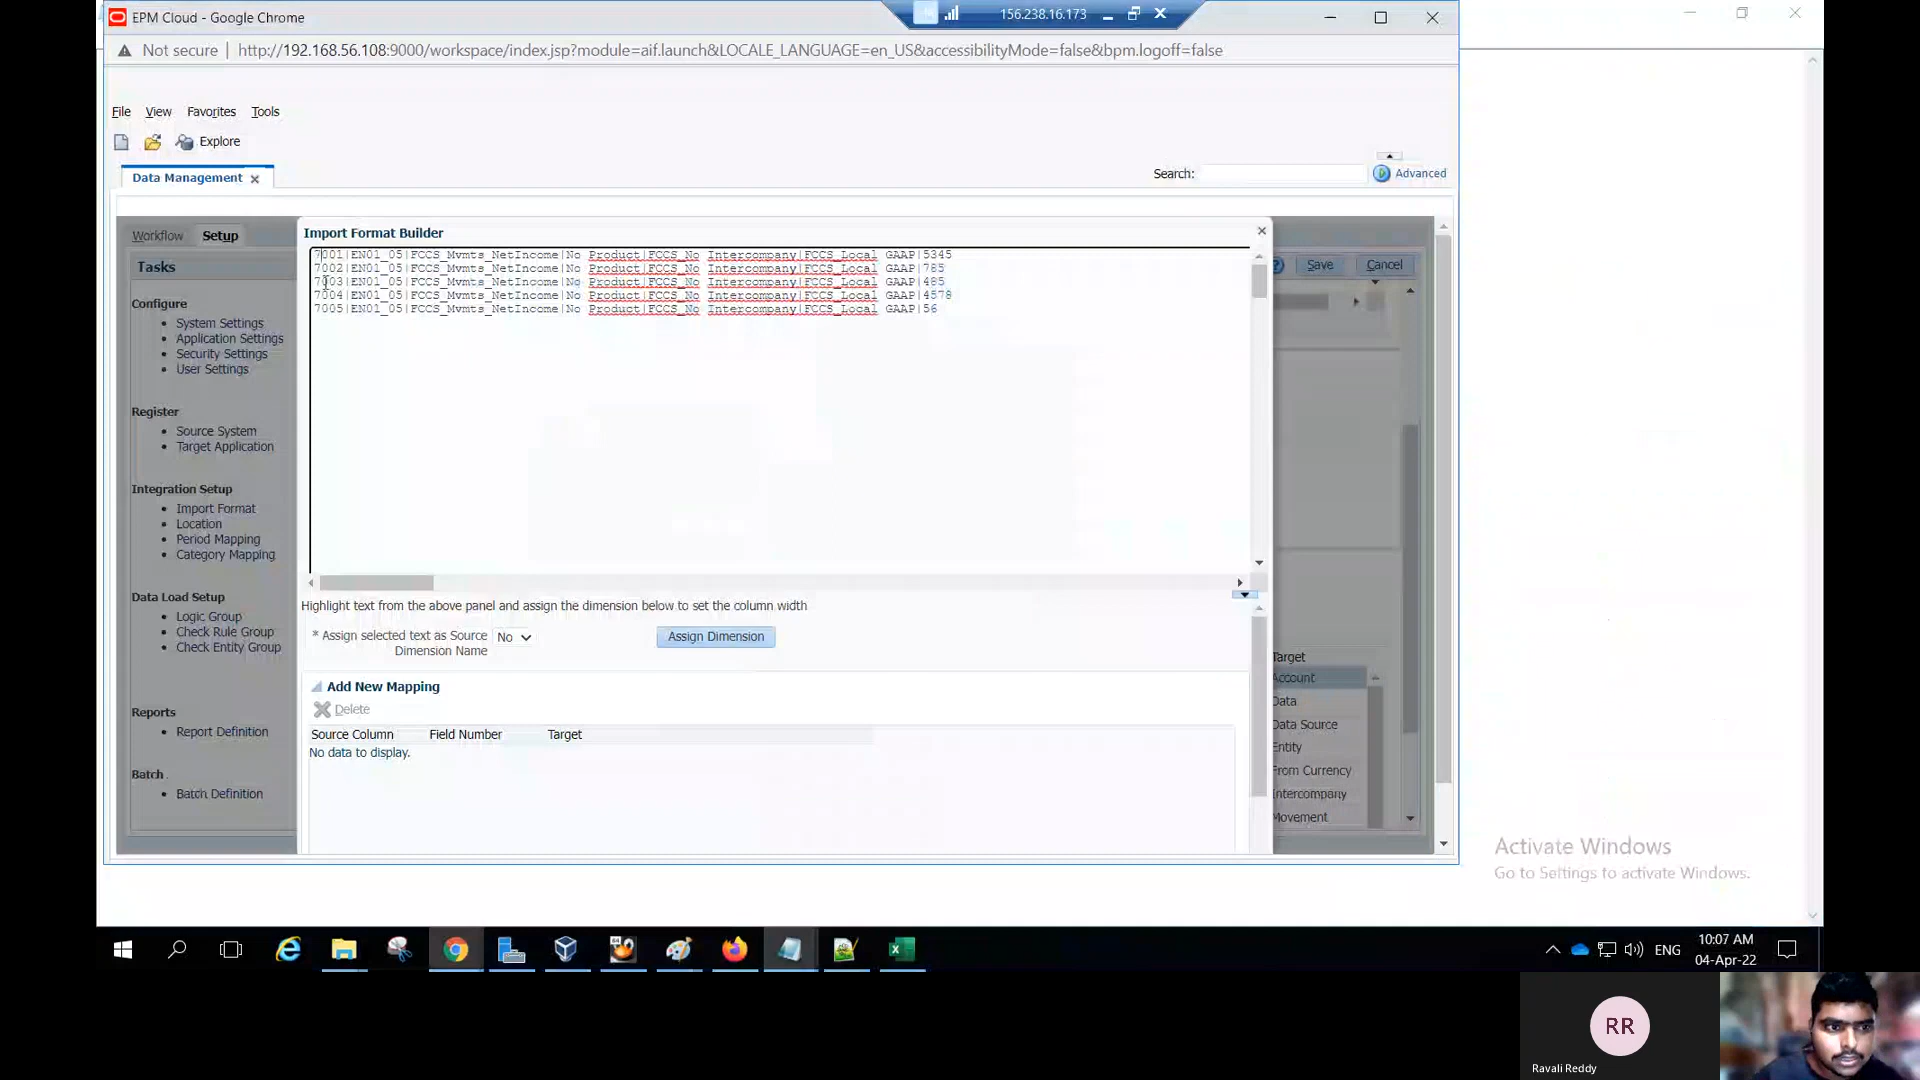 EPM Cloud - Google Chrome
156.238.16.173
Not secure | http://192.168.56.108:9000/workspace/index.jsp?module=aif.launch&LOCALE_LANGUAGE=en_US&accessibilityMode=false&bpm.logoff=false
File View Favorites Tools
Explore
Data Management
Search:
Advanced
Workflow Setup
Import Format Builder
Tasks
Save Cancel
Configure
System Settings
Application Settings
Security Settings
User Settings
Register
Source System
Target Application
Integration Setup
Import Format
Location
Period Mapping
Category Mapping
Data Load Setup
Logic Group
Check Rule Group
Check Entity Group
Reports
Report Definition
Batch
Batch Definition
7001|EN01_05|FCCS_Mvmts_NetIncome|No Product|FCCS_No Intercompany|FCCS_Local GAAP|5345
7002|EN01_05|FCCS_Mvmts_NetIncome|No Product|FCCS_No Intercompany|FCCS_Local GAAP|785
7003|EN01_05|FCCS_Mvmts_NetIncome|No Product|FCCS_No Intercompany|FCCS_Local GAAP|485
7004|EN01_05|FCCS_Mvmts_NetIncome|No Product|FCCS_No Intercompany|FCCS_Local GAAP|4578
7005|EN01_05|FCCS_Mvmts_NetIncome|No Product|FCCS_No Intercompany|FCCS_Local GAAP|56
Highlight text from the above panel and assign the dimension below to set the column width
* Assign selected text as Source Dimension Name
No
Assign Dimension
Add New Mapping
Delete
Source Column Field Number Target
No data to display.
Target
Account
Data
Data Source
Entity
From Currency
Intercompany
Movement
Activate Windows
Go to Settings to activate Windows.
ENG
10:07 AM
04-Apr-22
RR
Ravali Reddy